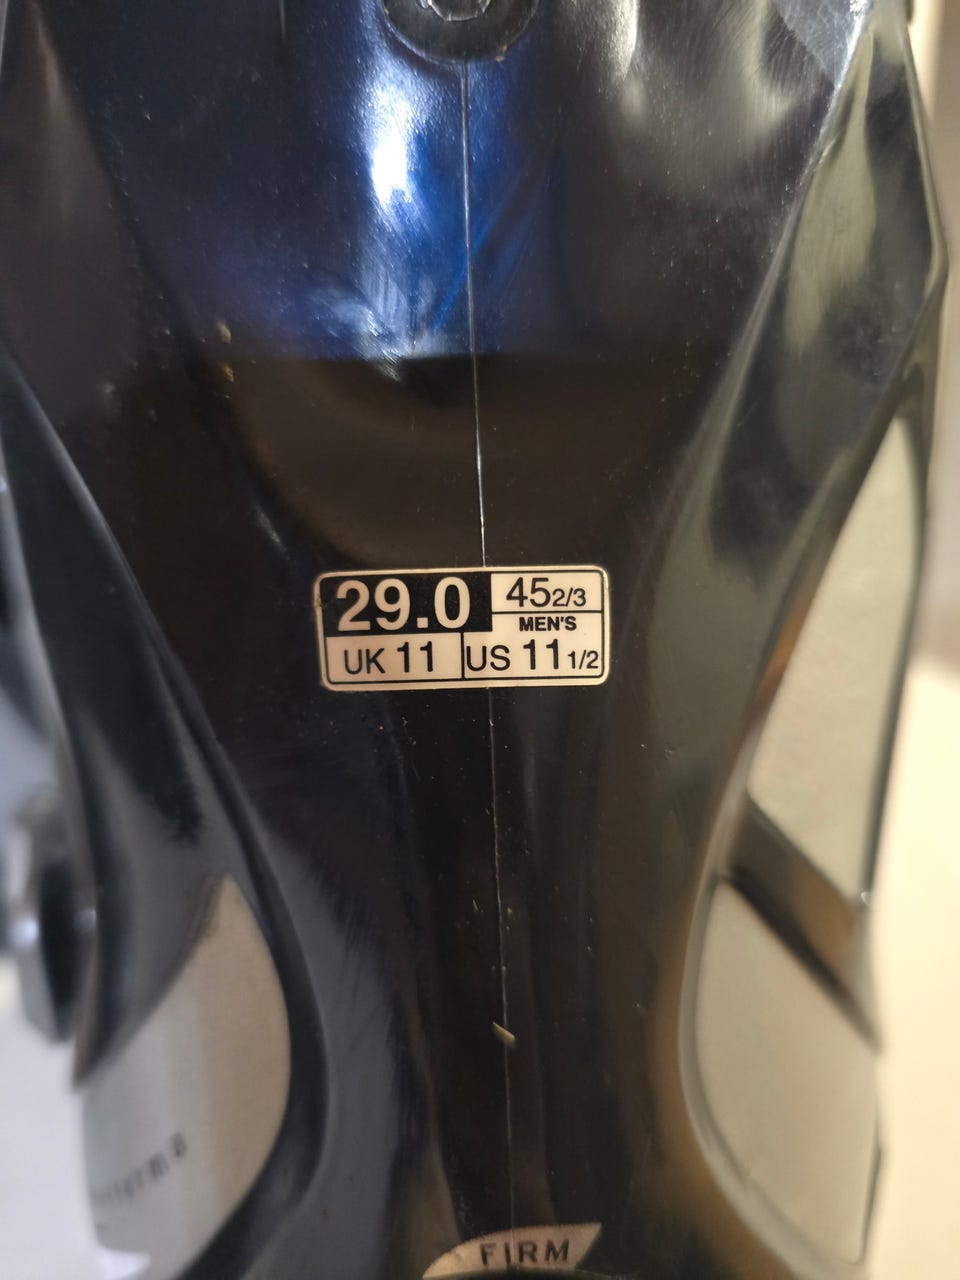 29.0
45 2/3
MEN'S
UK 11
US 11 1/2
FIRM